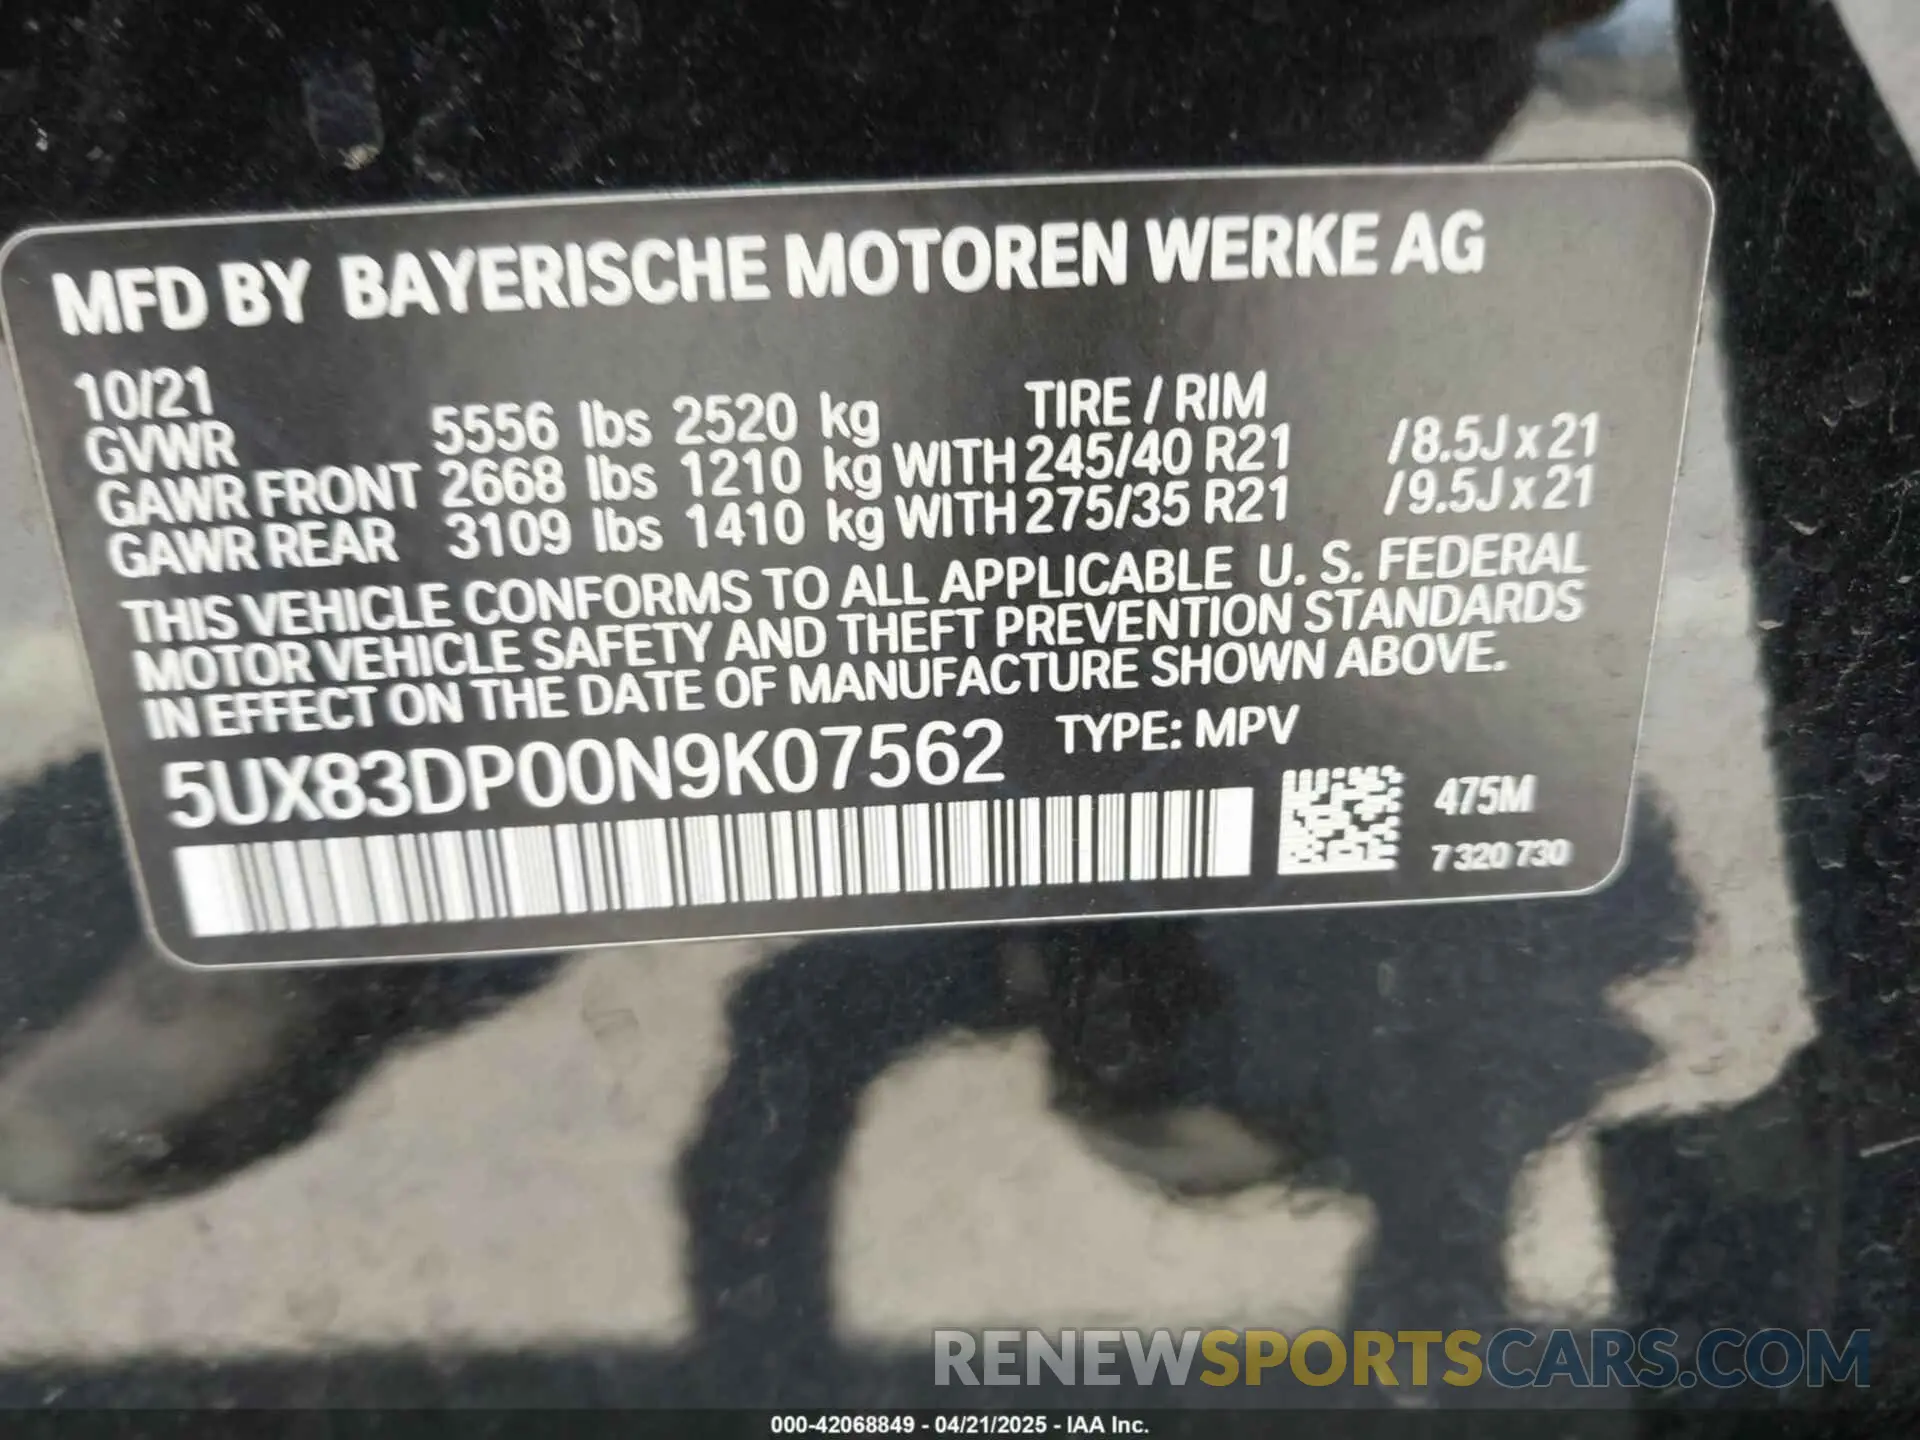 MFD BY BAYERISCHE MOTOREN WERKE AG
10/21
TIRE / RIM
GVWR 5556 lbs 2520 kg
GAWR FRONT 2668 lbs 1210 kg WITH 245/40 R21 /8.5J x 21
GAWR REAR 3109 lbs 1410 kg WITH 275/35 R21 /9.5J x 21
THIS VEHICLE CONFORMS TO ALL APPLICABLE U. S. FEDERAL
MOTOR VEHICLE SAFETY AND THEFT PREVENTION STANDARDS
IN EFFECT ON THE DATE OF MANUFACTURE SHOWN ABOVE.
5UX83DP00N9K07562 TYPE: MPV
475M
7 320 730
RENEWSPORTSCARS.COM
000-42068849 - 04/21/2025 - IAA Inc.